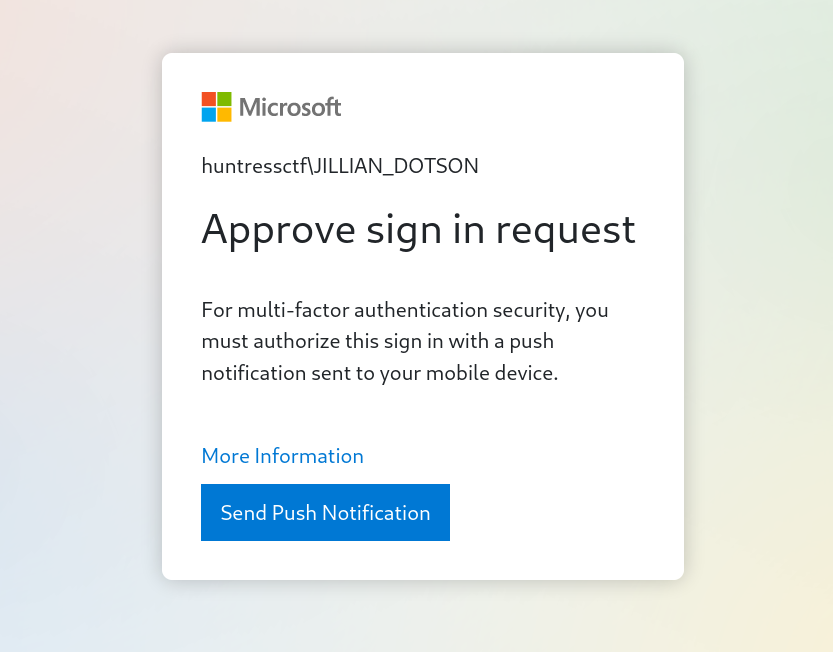 Microsoft
huntressctf\JILLIAN_DOTSON
Approve sign in request
For multi-factor authentication security, you
must authorize this sign in with a push
notification sent to your mobile device.
More Information
Send Push Notification